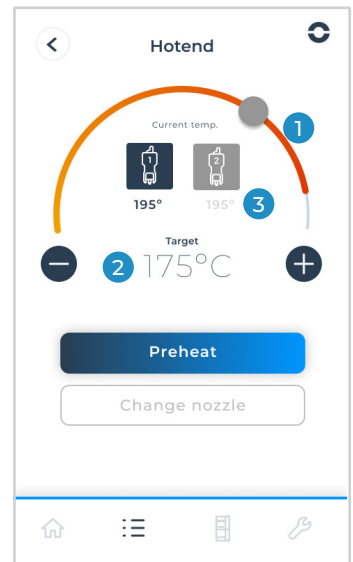 Hotend
1
Current temp.
1 2
195° 195° 3
Target
2 175°C
Preheat
Change nozzle